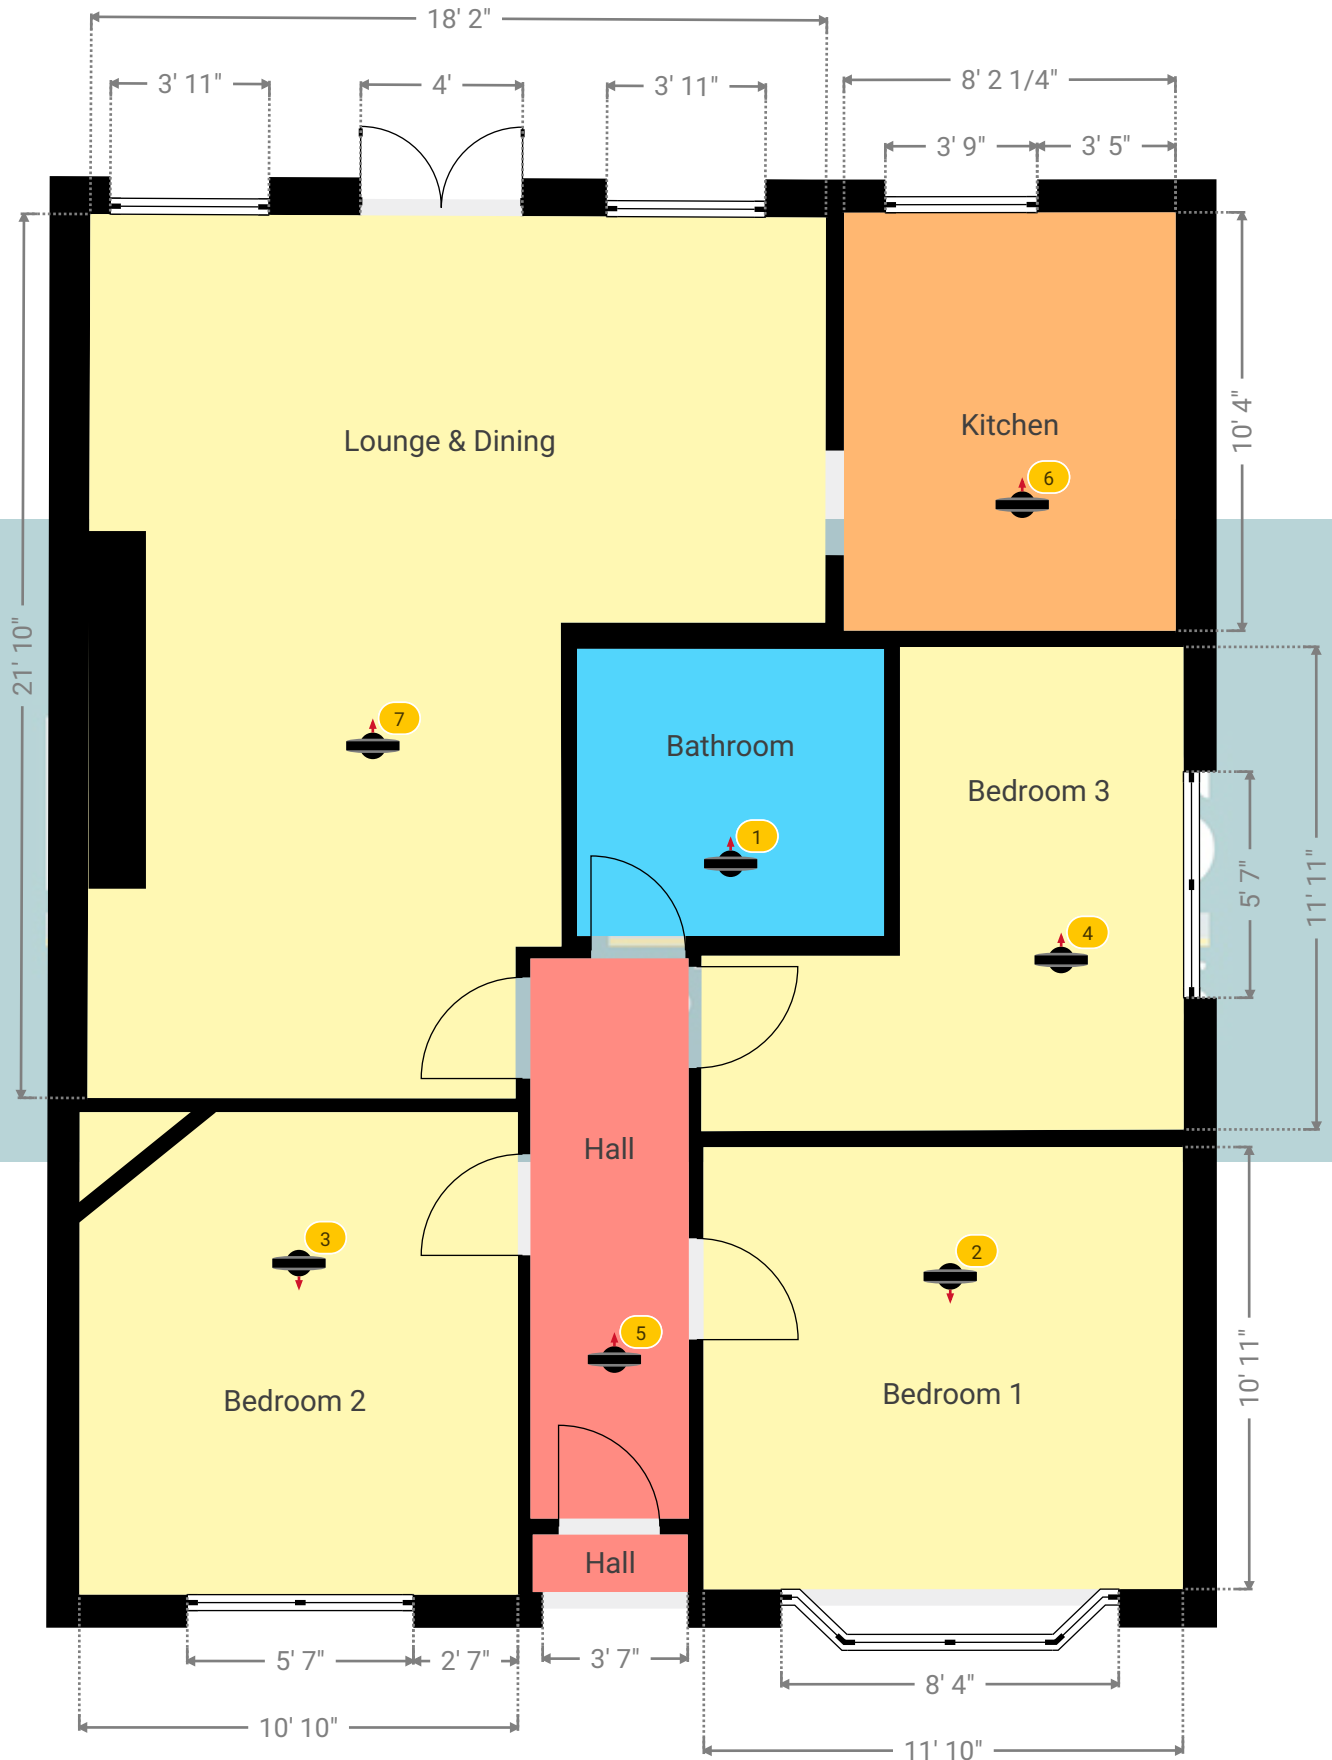 18' 2"
3' 11"
4'
3' 11"
8' 2 1/4"
3' 9"
3' 5"
Lounge & Dining
Kitchen
10' 4"
6
21' 10"
7
Bathroom
Bedroom 3
1
5' 7"
11' 11"
4
Hall
3
2
5
Bedroom 2
Bedroom 1
10' 11"
Hall
5' 7"
2' 7"
3' 7"
8' 4"
10' 10"
11' 10"